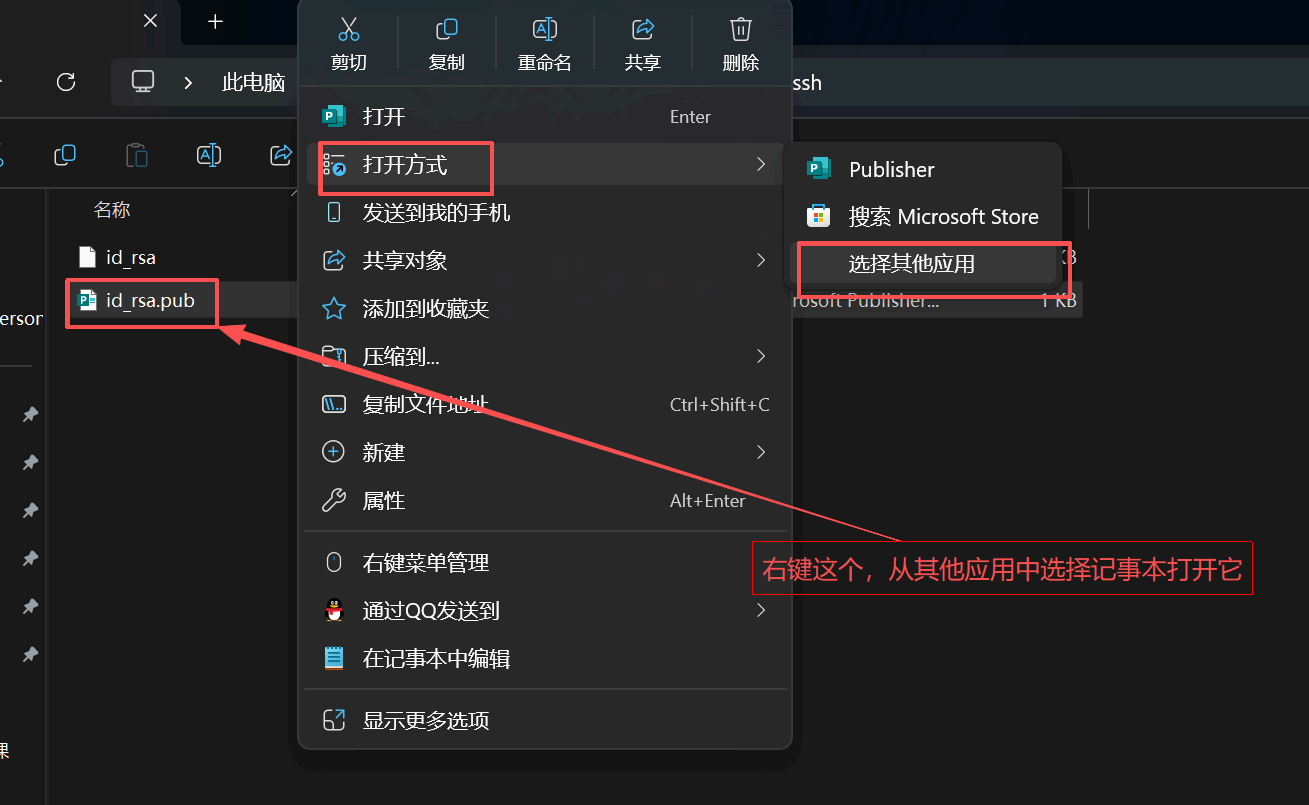 剪切
复制
重命名
共享
删除
此电脑
ssh
打开
Enter
打开方式
Publisher
名称
发送到我的手机
搜索 Microsoft Store
id_rsa
共享对象
选择其他应用
KB
id_rsa.pub
添加到收藏夹
rosoft Publisher...
1 KB
erson
压缩到...
复制文件地址
Ctrl+Shift+C
新建
属性
Alt+Enter
右键菜单管理
右键这个，从其他应用中选择记事本打开它
通过QQ发送到
在记事本中编辑
显示更多选项
果